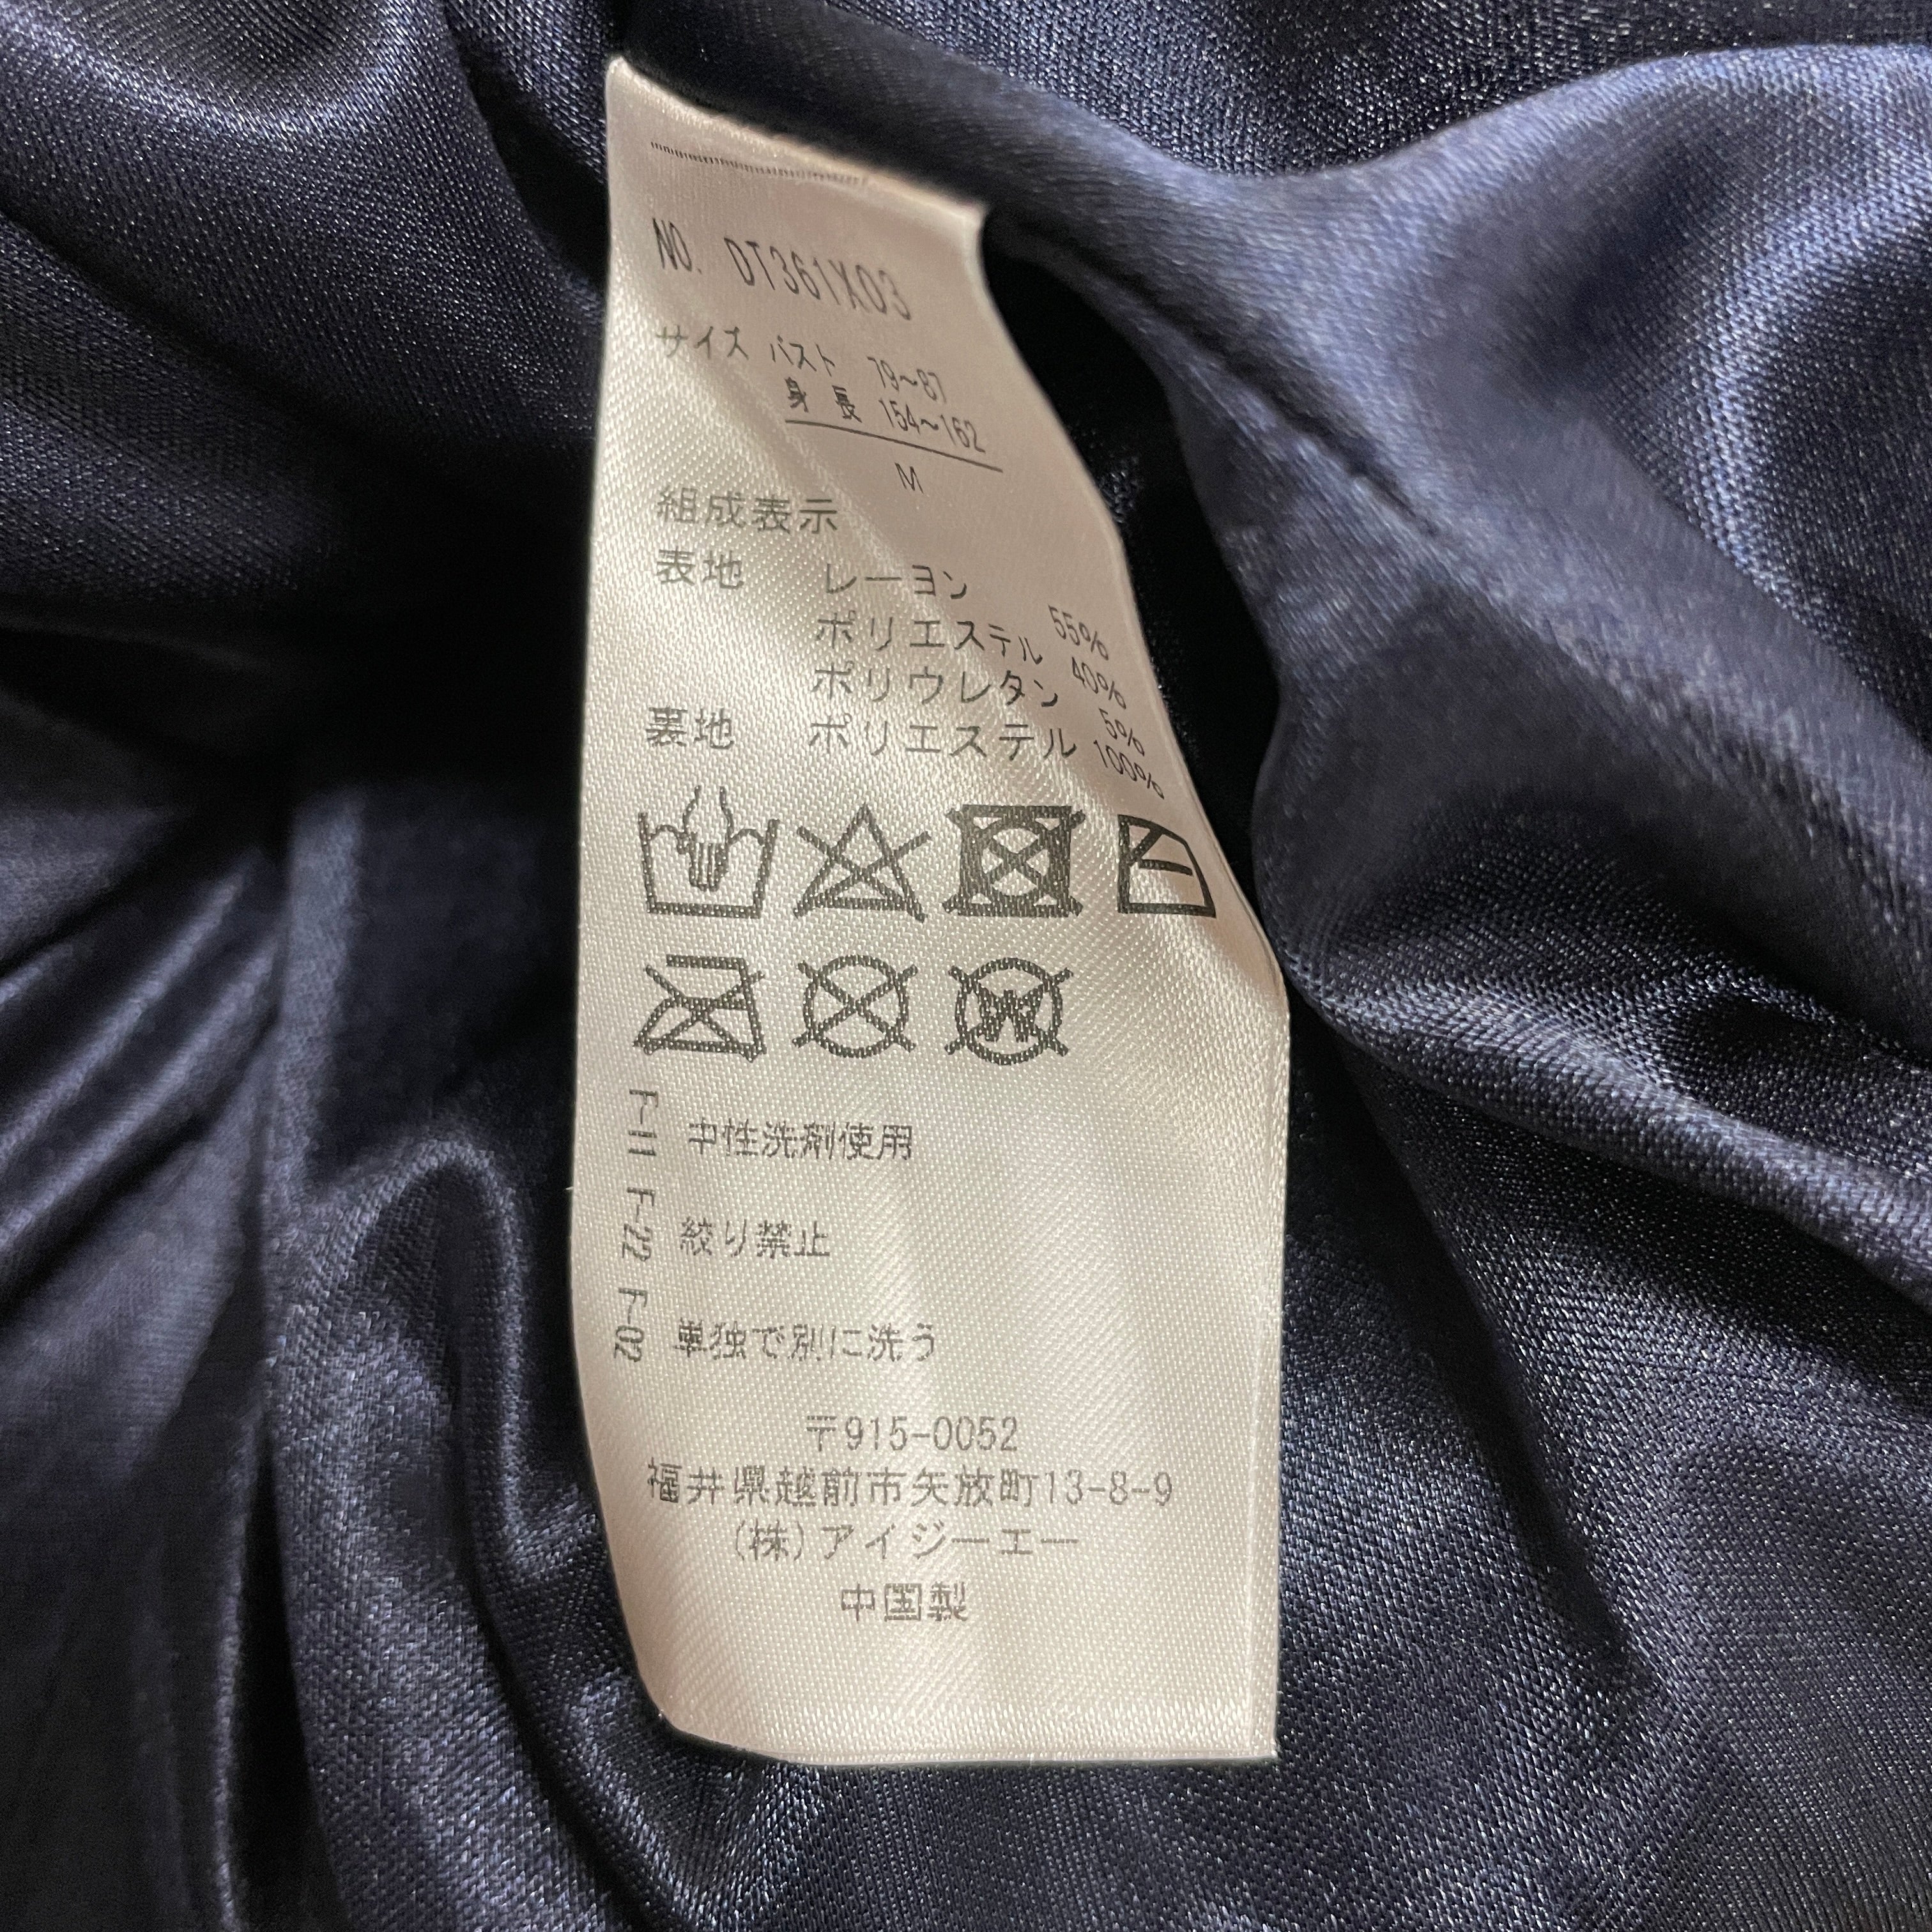 NO. DT361X03
サイズ バスト 79~87
身長 154~162
M
組成表示
表地 レーヨン 55%
ポリエステル 40%
ポリウレタン 5%
裏地 ポリエステル 100%
W
F-11 中性洗剤使用
F-22 絞り禁止
F-02 単独で別に洗う
〒915-0052
福井県越前市矢放町13-8-9
(株)アイジーエー
中国製